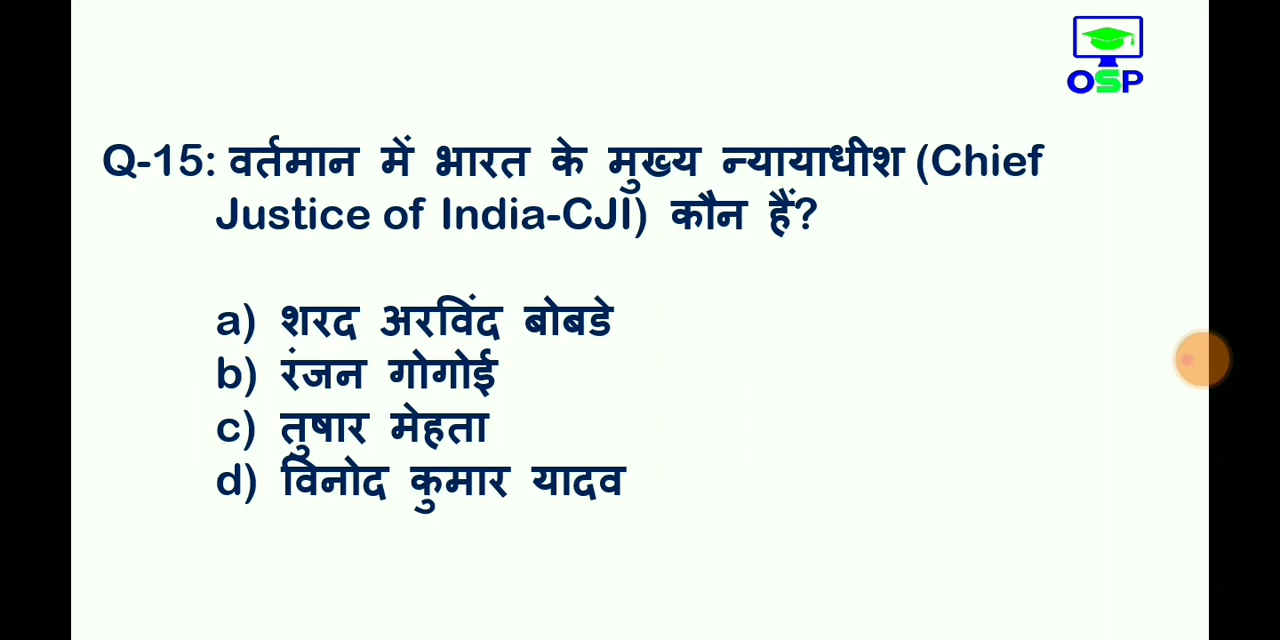 OSP
Q-15: वर्तमान में भारत के मुख्य न्यायाधीश (Chief
Justice of India-CJI) कौन हैं?
a) शरद अरविंद बोबडे
b) रंजन गोगोई
c) तुषार मेहता
d) विनोद कुमार यादव